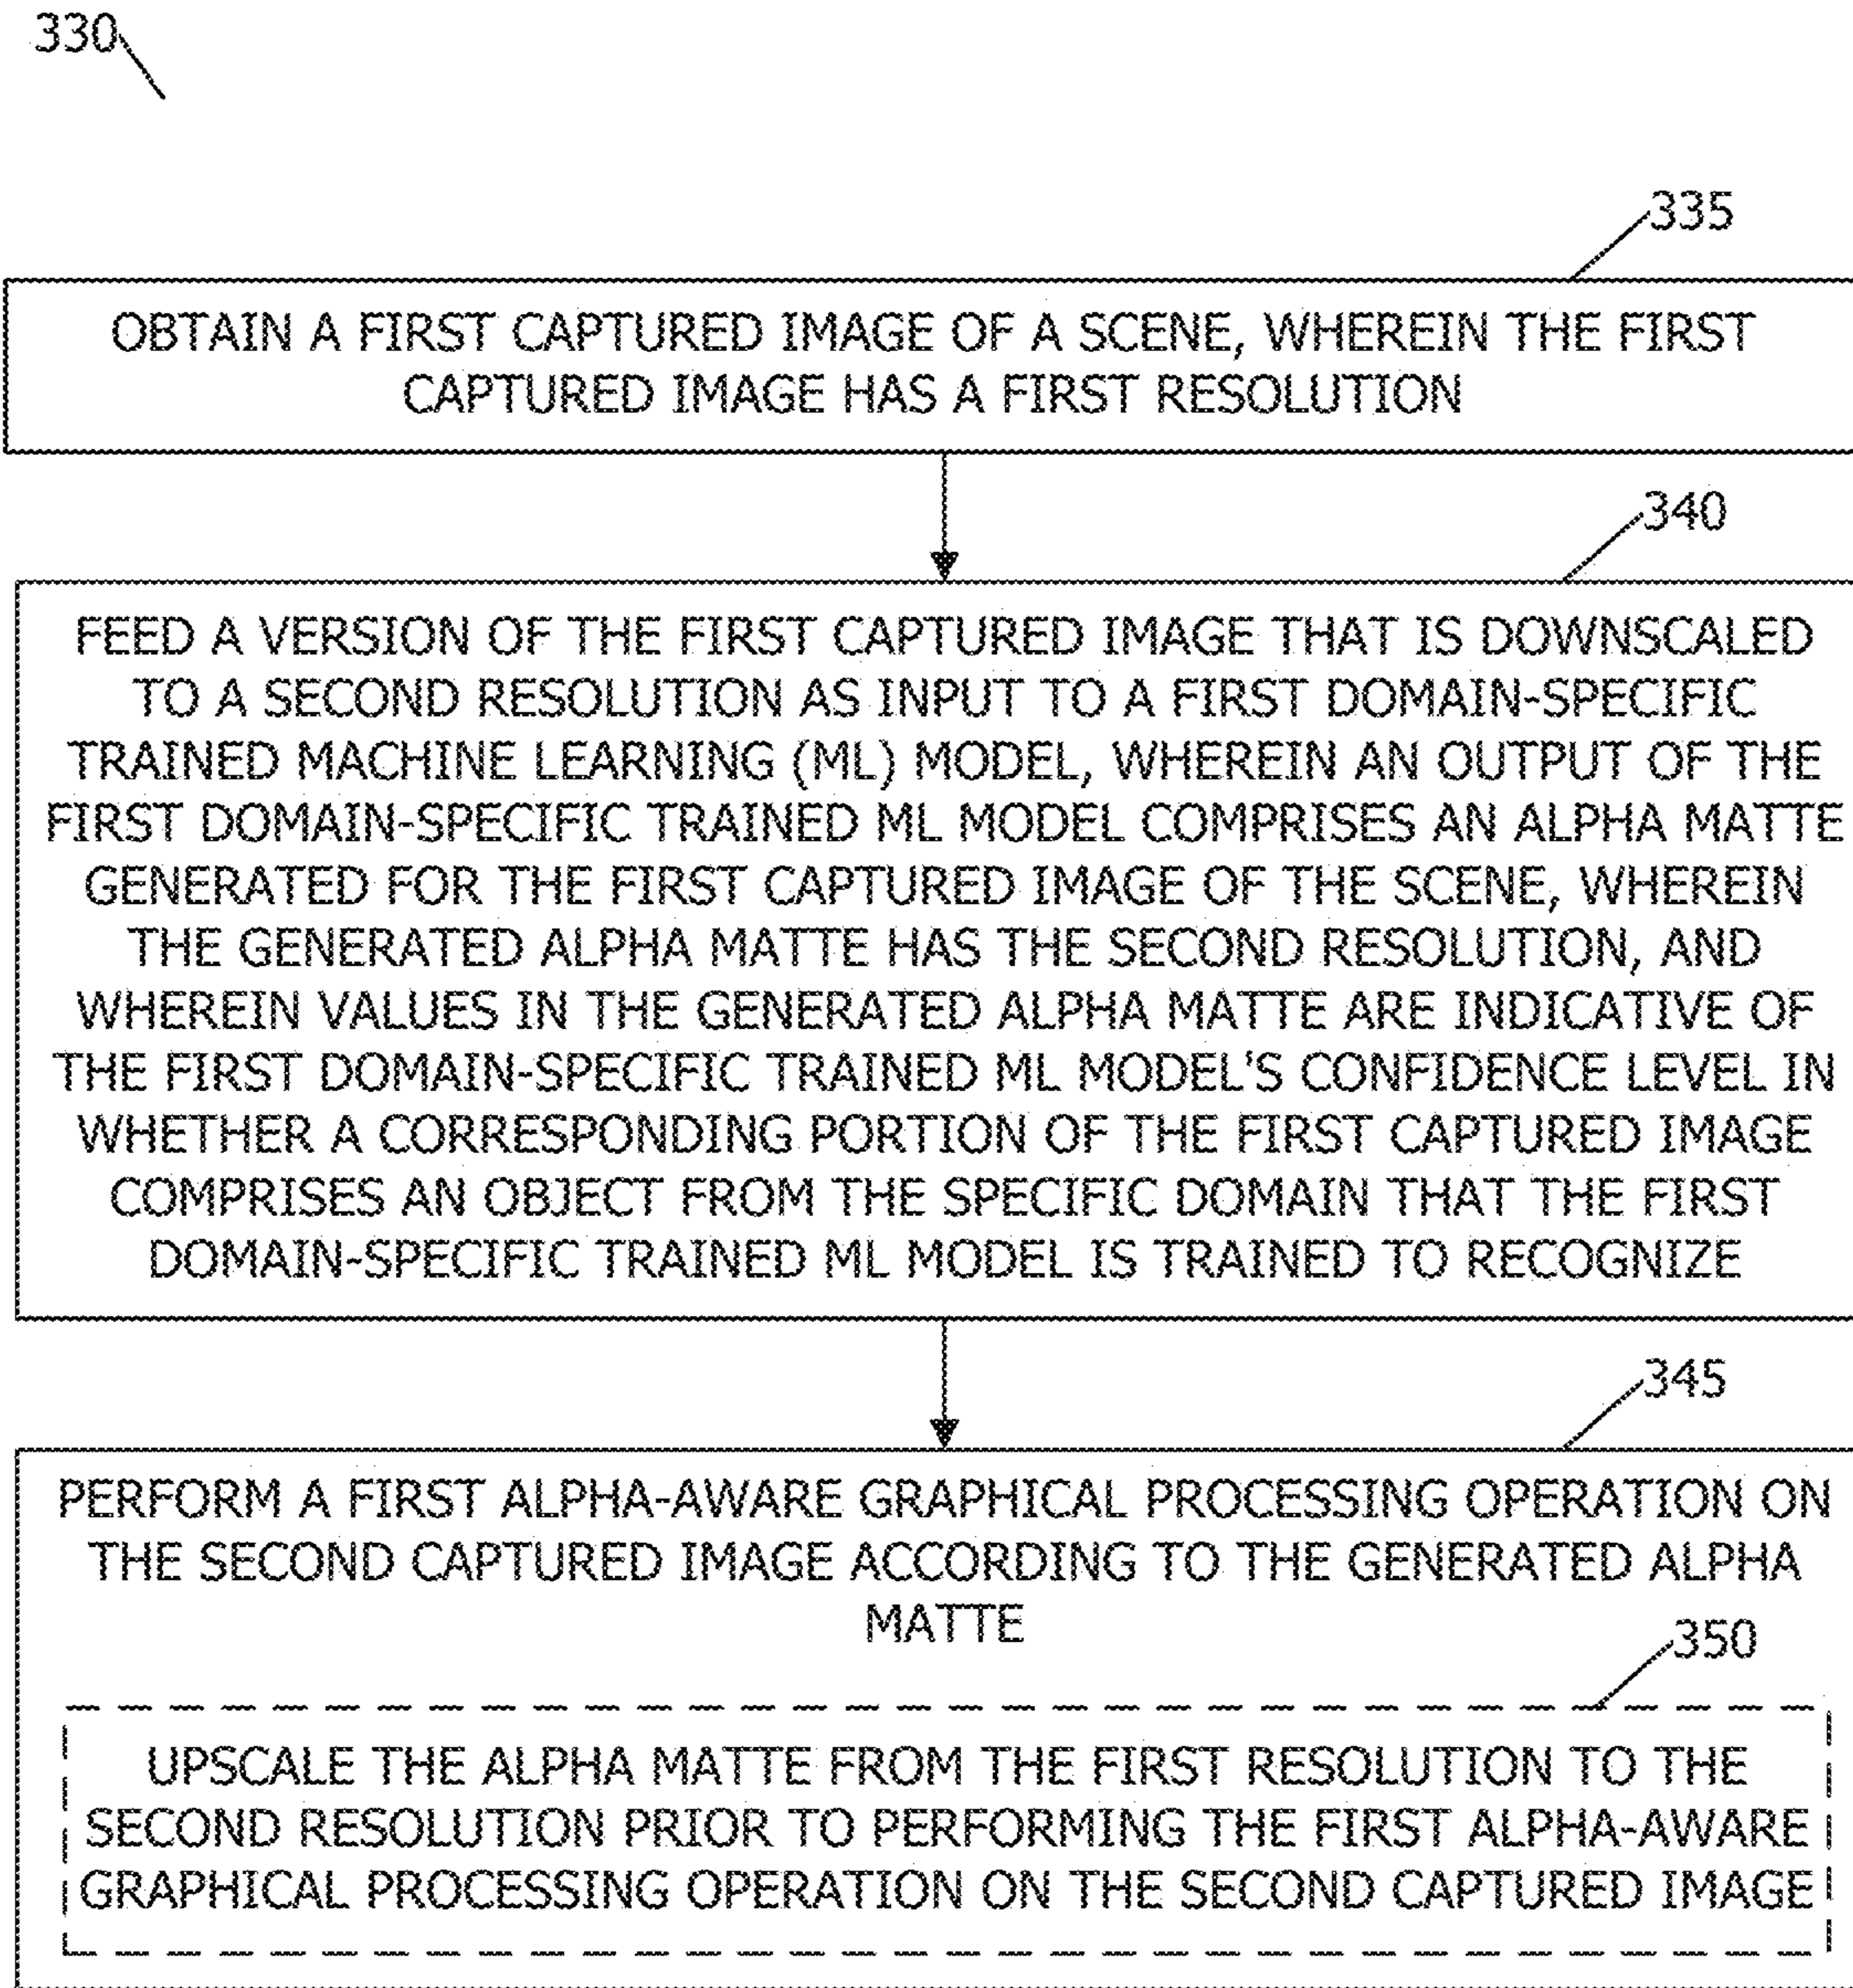 330
335
OBTAIN A FIRST CAPTURED IMAGE OF A SCENE, WHEREIN THE FIRST
CAPTURED IMAGE HAS A FIRST RESOLUTION
340
FEED A VERSION OF THE FIRST CAPTURED IMAGE THAT IS DOWNSCALED
TO A SECOND RESOLUTION AS INPUT TO A FIRST DOMAIN-SPECIFIC
TRAINED MACHINE LEARNING (ML) MODEL, WHEREIN AN OUTPUT OF THE
FIRST DOMAIN-SPECIFIC TRAINED ML MODEL COMPRISES AN ALPHA MATTE
GENERATED FOR THE FIRST CAPTURED IMAGE OF THE SCENE, WHEREIN
THE GENERATED ALPHA MATTE HAS THE SECOND RESOLUTION, AND
WHEREIN VALUES IN THE GENERATED ALPHA MATTE ARE INDICATIVE OF
THE FIRST DOMAIN-SPECIFIC TRAINED ML MODEL'S CONFIDENCE LEVEL IN
WHETHER A CORRESPONDING PORTION OF THE FIRST CAPTURED IMAGE
COMPRISES AN OBJECT FROM THE SPECIFIC DOMAIN THAT THE FIRST
DOMAIN-SPECIFIC TRAINED ML MODEL IS TRAINED TO RECOGNIZE
345
PERFORM A FIRST ALPHA-AWARE GRAPHICAL PROCESSING OPERATION ON
THE SECOND CAPTURED IMAGE ACCORDING TO THE GENERATED ALPHA
MATTE
350
UPSCALE THE ALPHA MATTE FROM THE FIRST RESOLUTION TO THE
SECOND RESOLUTION PRIOR TO PERFORMING THE FIRST ALPHA-AWARE
GRAPHICAL PROCESSING OPERATION ON THE SECOND CAPTURED IMAGE